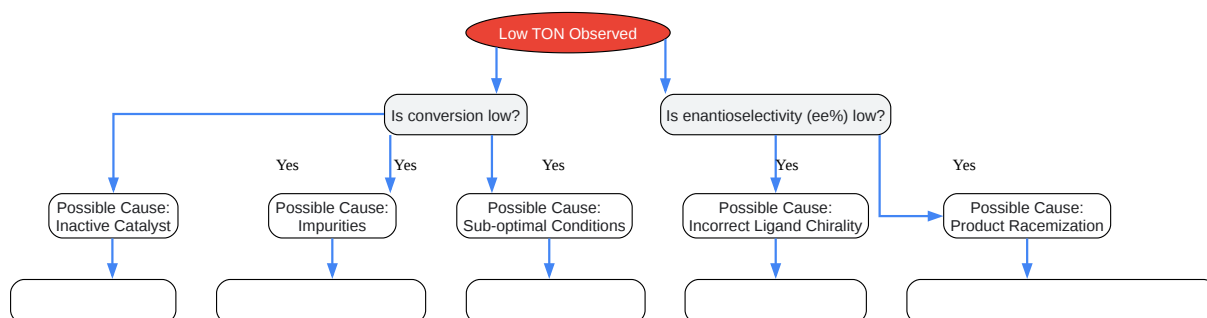 Low TON Observed
Is conversion low?
Is enantioselectivity (ee%) low?
Yes
Yes
Yes
Yes
Yes
Possible Cause:
Inactive Catalyst
Possible Cause:
Impurities
Possible Cause:
Sub-optimal Conditions
Possible Cause:
Incorrect Ligand Chirality
Possible Cause:
Product Racemization